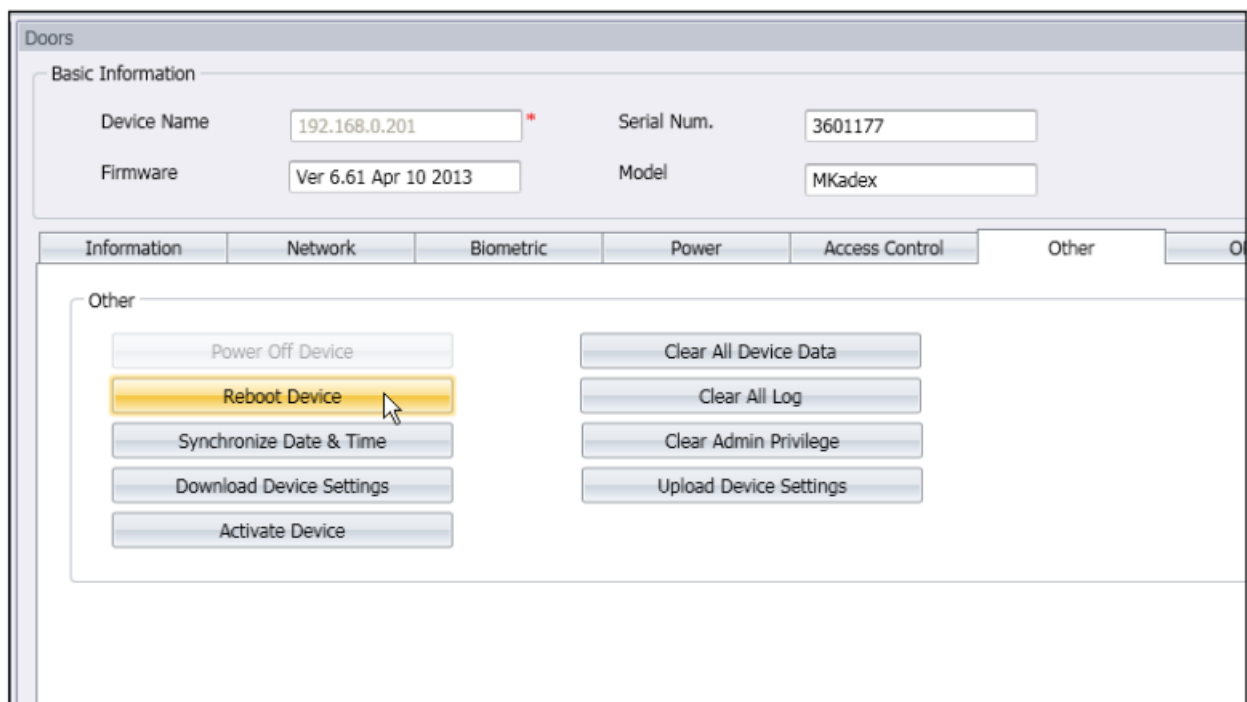 Doors
Basic Information
Device Name 192.168.0.201 * Serial Num. 3601177
Firmware Ver 6.61 Apr 10 2013 Model MKadex
Information Network Biometric Power Access Control Other
Other
Power Off Device Clear All Device Data
Reboot Device Clear All Log
Synchronize Date & Time Clear Admin Privilege
Download Device Settings Upload Device Settings
Activate Device